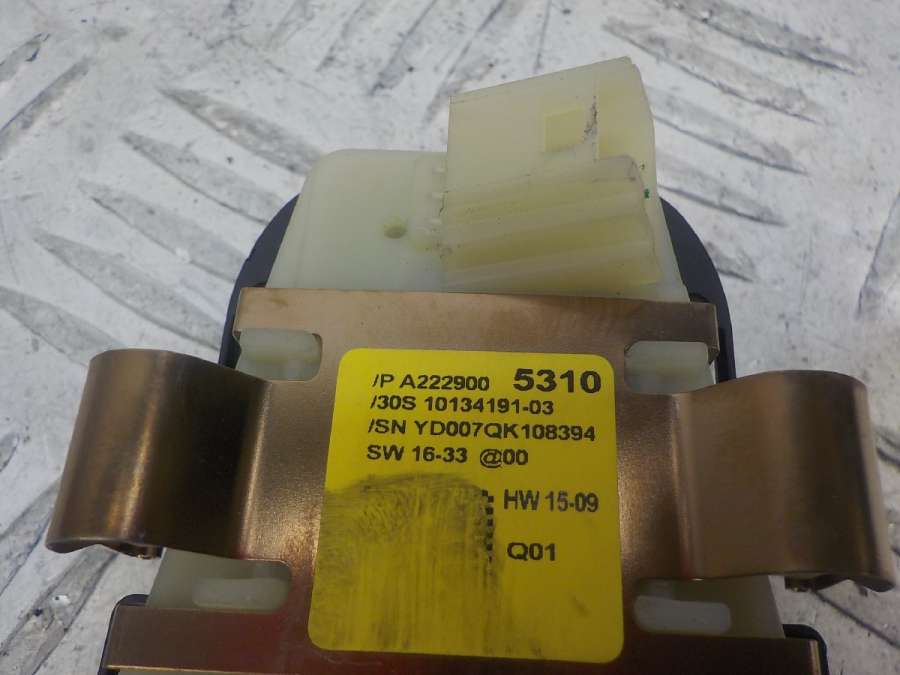 /P A222900 5310
/30S 10134191-03
/SN YD007QK108394
SW 16-33 @00
HW 15-09
Q01